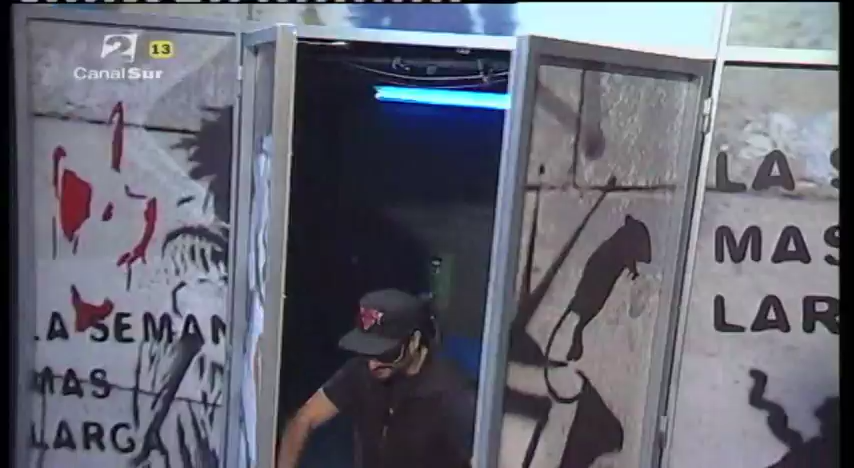 2 13
CanalSur
LA SEMAN
MAS
LARGA
LA S
MAS
LAR